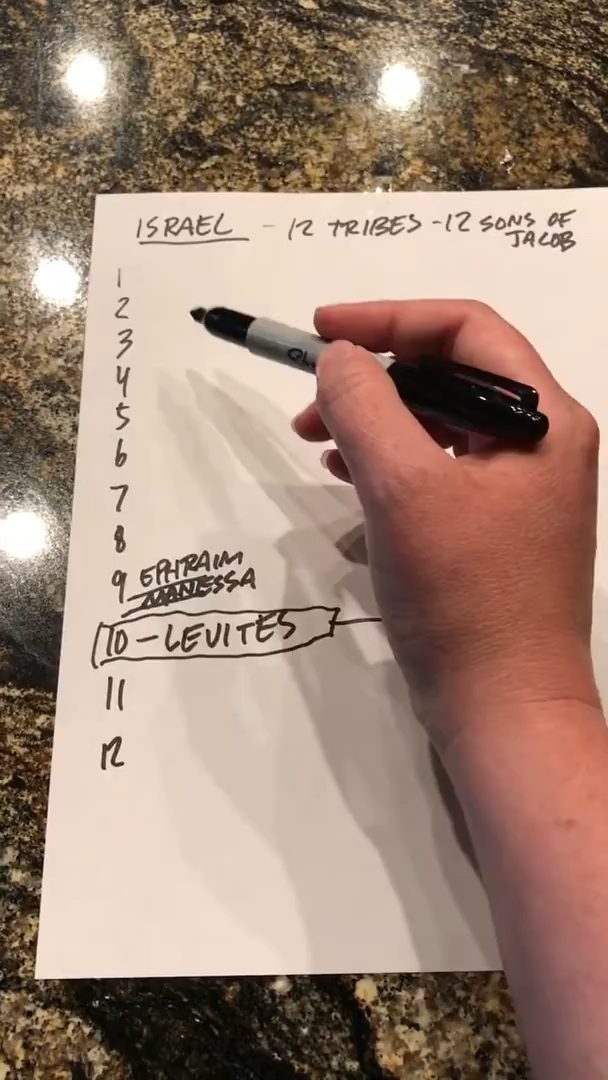 ISRAEL - 12 TRIBES - 12 SONS OF JACOB
1
2
3
4
5
6
7
8
9 EPHRAIM
MANESSA
10 - LEVITES
11
12